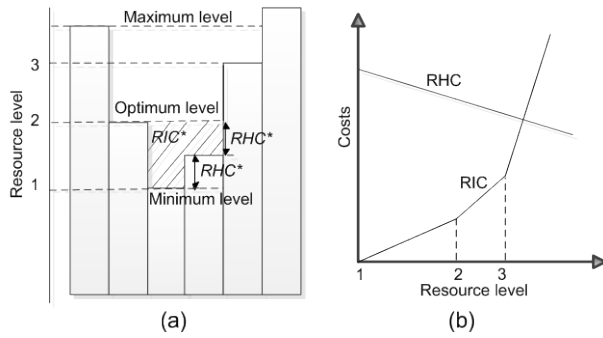 Maximum level
3
Optimum level
2
RIC*
RHC*
RHC*
1
Minimum level
Resource level
(a)
Costs
RHC
RIC
1
2
3
Resource level
(b)